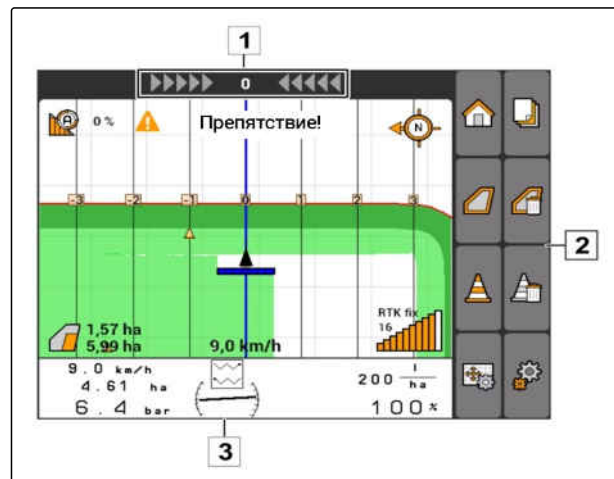 1
0
0 %
Препятствие!
N
-3 -2 -1 0 1 2 3
2
1,57 ha
5,99 ha
9,0 km/h
RTK fix
16
9.0 km/h
4.61 ha
6.4 bar
200 l/ha
100 %
3